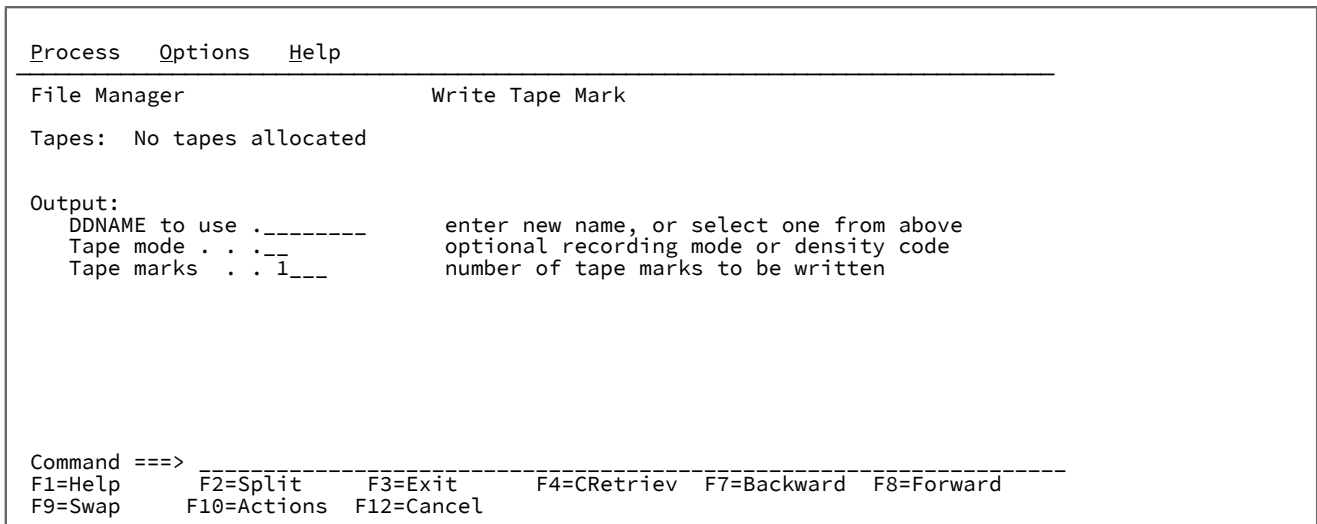 Process   Options   Help
File Manager                   Write Tape Mark
Tapes:  No tapes allocated
Output:
   DDNAME to use .________      enter new name, or select one from above
   Tape mode . . .__            optional recording mode or density code
   Tape marks  . . 1___         number of tape marks to be written
Command ===> ___________________________________________________________________
F1=Help      F2=Split     F3=Exit      F4=CRetriev  F7=Backward  F8=Forward
F9=Swap     F10=Actions  F12=Cancel